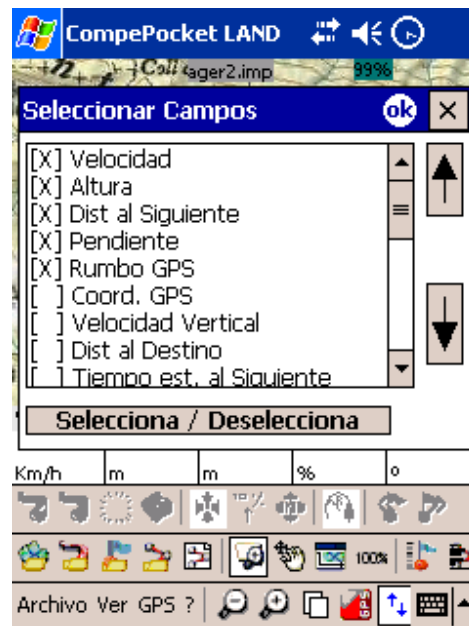 CompePocket LAND
ager2.imp 99%
Seleccionar Campos ok
[X] Velocidad
[X] Altura
[X] Dist al Siguiente
[X] Pendiente
[X] Rumbo GPS
[ ] Coord. GPS
[ ] Velocidad Vertical
[ ] Dist al Destino
[ ] Tiempo est. al Siguiente
Selecciona / Deselecciona
Km/h m m % º
100%
Archivo Ver GPS ? GPS